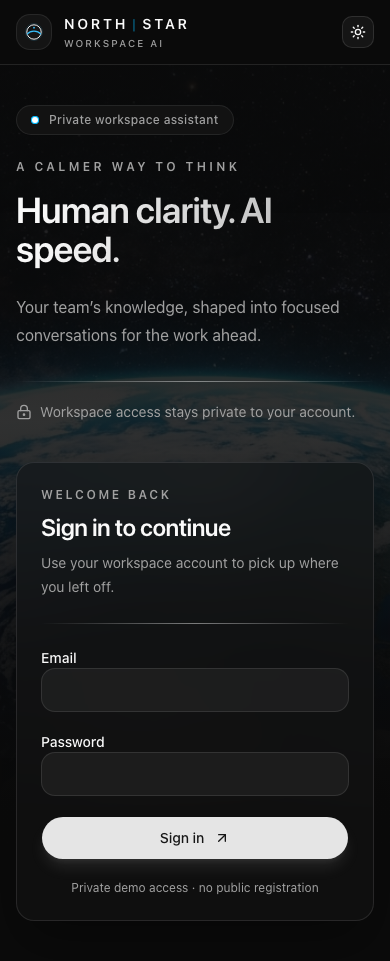 NORTH | STAR
WORKSPACE AI
Private workspace assistant
A CALMER WAY TO THINK
Human clarity. AI
speed.
Your team’s knowledge, shaped into focused
conversations for the work ahead.
Workspace access stays private to your account.
WELCOME BACK
Sign in to continue
Use your workspace account to pick up where
you left off.
Email
Password
Sign in
Private demo access · no public registration